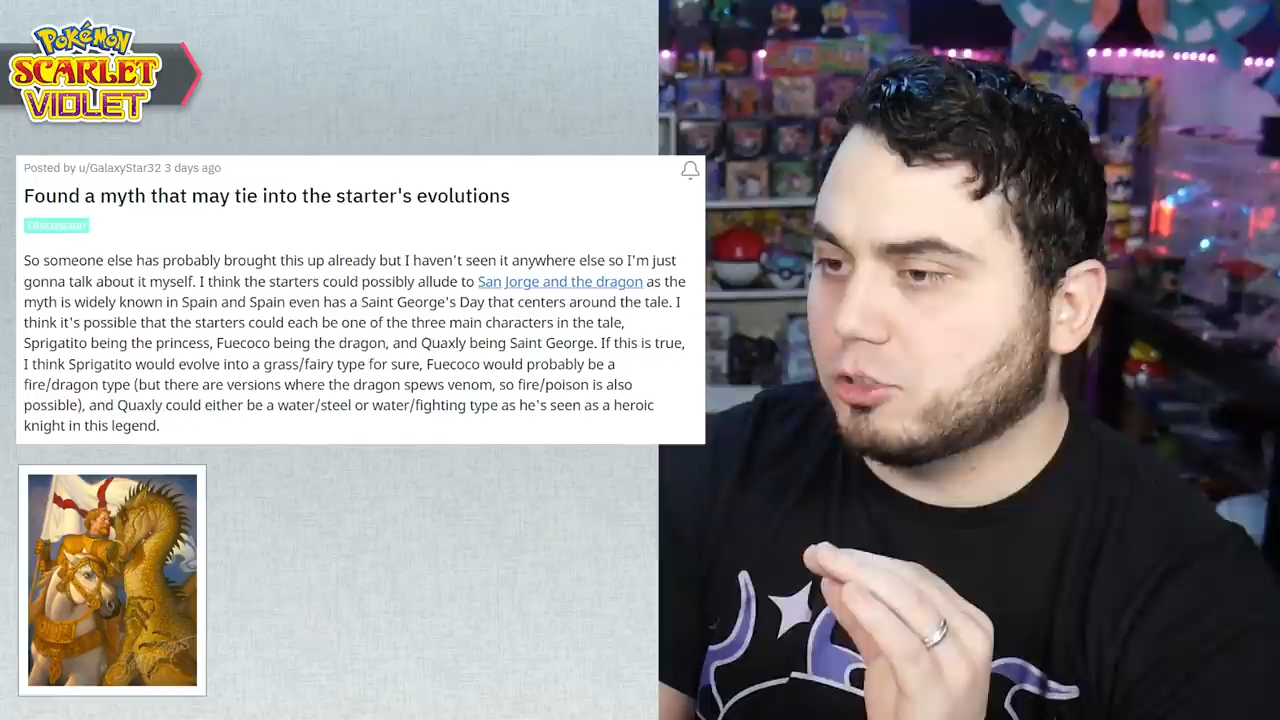 POKéMON
SCARLET
VIOLET
Posted by u/GalaxyStar32 3 days ago
Found a myth that may tie into the starter's evolutions
Discussion
So someone else has probably brought this up already but I haven't seen it anywhere else so I'm just
gonna talk about it myself. I think the starters could possibly allude to San Jorge and the dragon as the
myth is widely known in Spain and Spain even has a Saint George's Day that centers around the tale. I
think it's possible that the starters could each be one of the three main characters in the tale,
Sprigatito being the princess, Fuecoco being the dragon, and Quaxly being Saint George. If this is true,
I think Sprigatito would evolve into a grass/fairy type for sure, Fuecoco would probably be a
fire/dragon type (but there are versions where the dragon spews venom, so fire/poison is also
possible), and Quaxly could either be a water/steel or water/fighting type as he's seen as a heroic
knight in this legend.